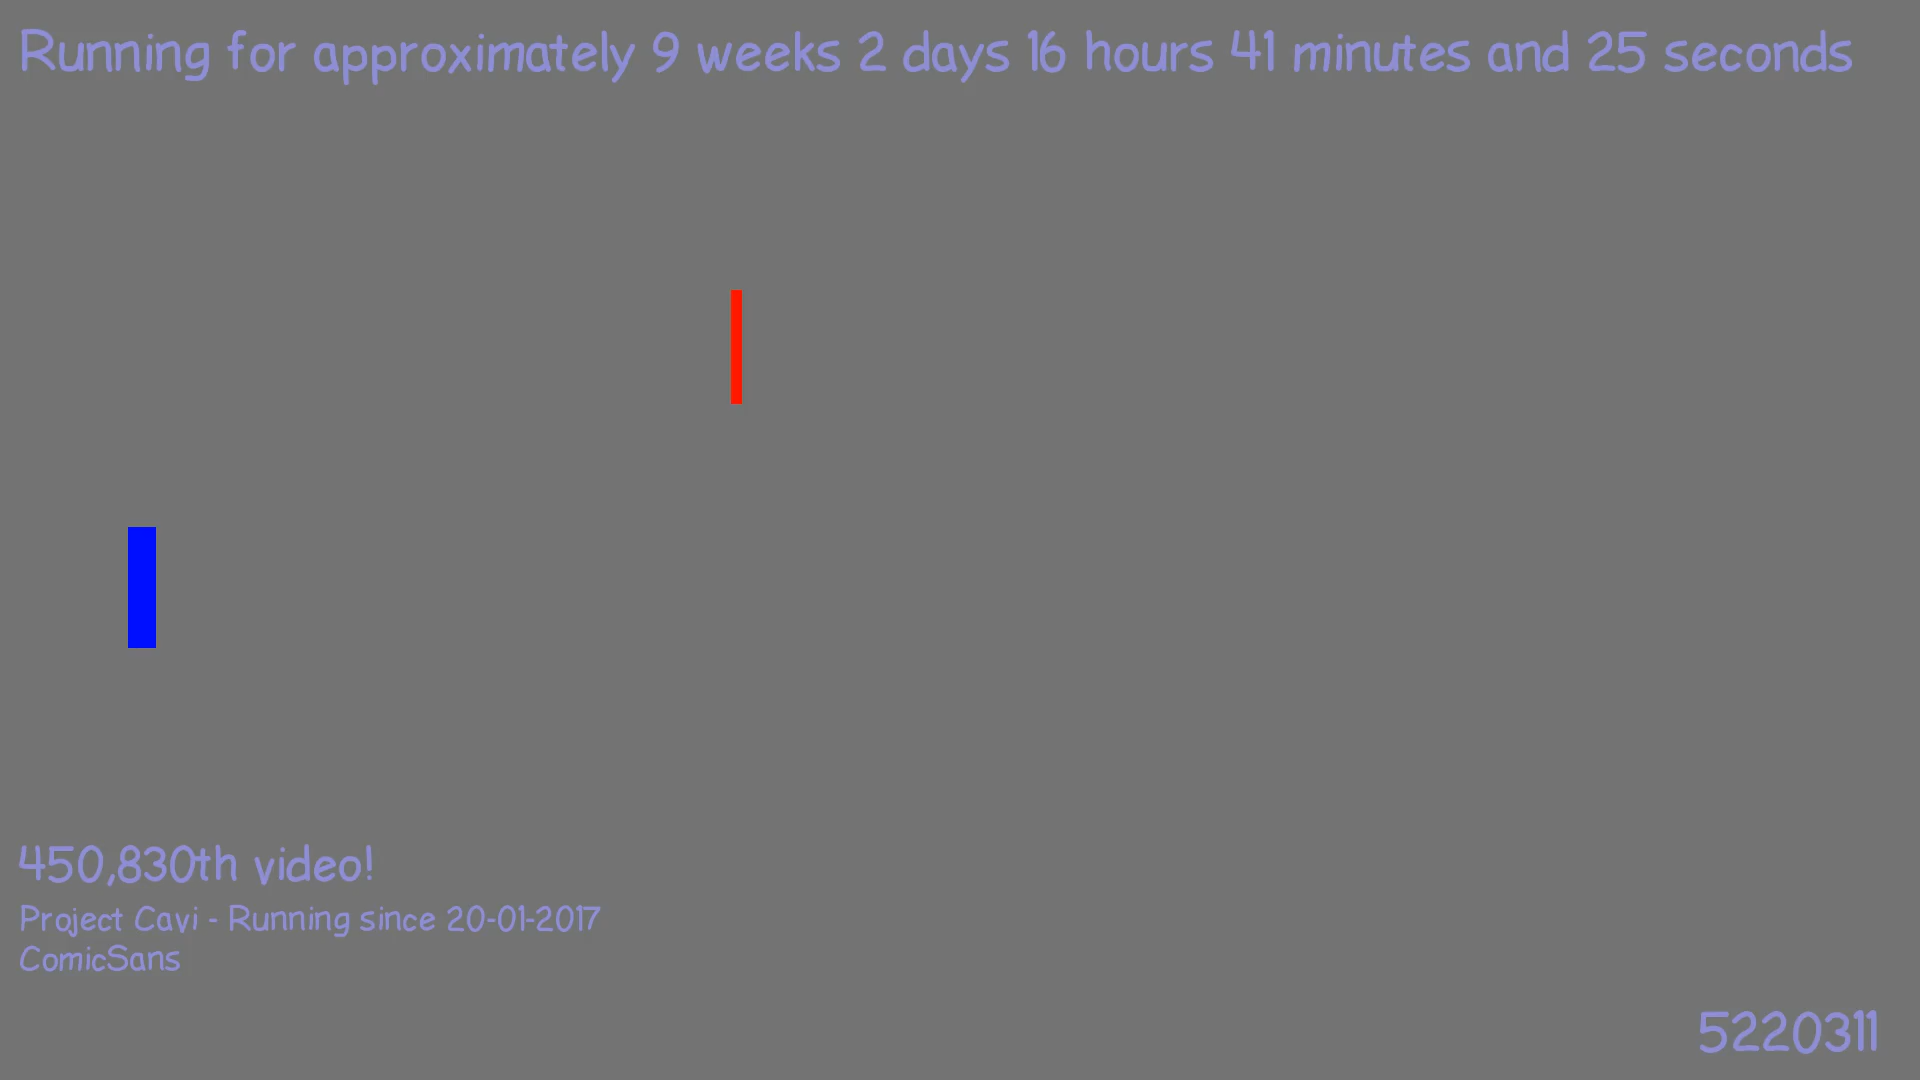 Running for approximately 9 weeks 2 days 16 hours 41 minutes and 25 seconds
450,830th video!
Project Cavi - Running since 20-01-2017
ComicSans
5220311